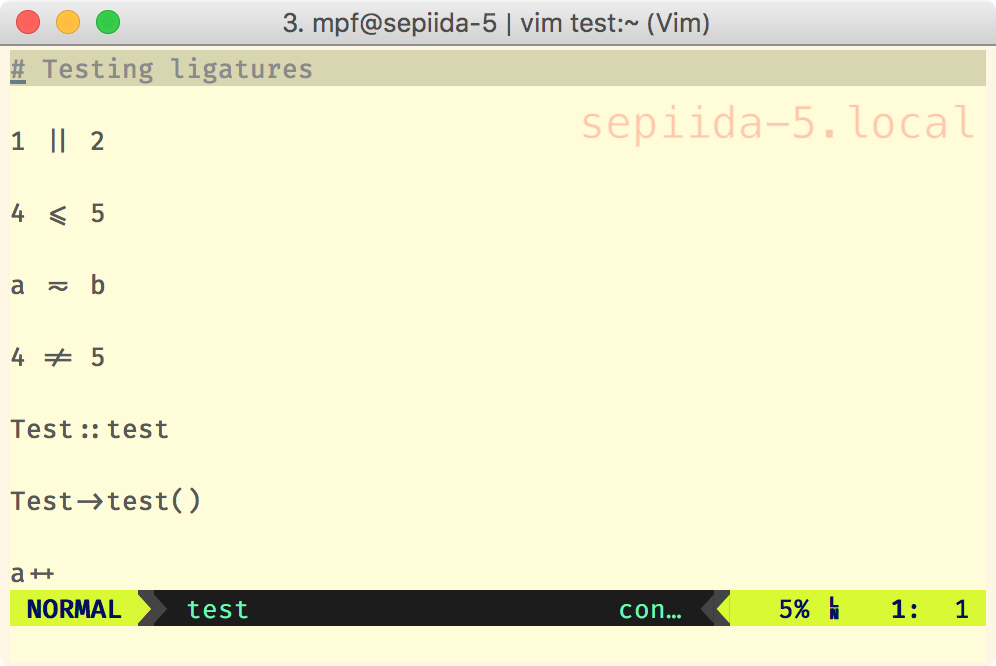 3. mpf@sepiida-5 | vim test:~ (Vim)
# Testing ligatures
sepiida-5.local
1 || 2
4 ⩽ 5
a ≂ b
4 ≠ 5
Test::test
Test→test()
a++
NORMAL test con… 5% ␤ 1: 1